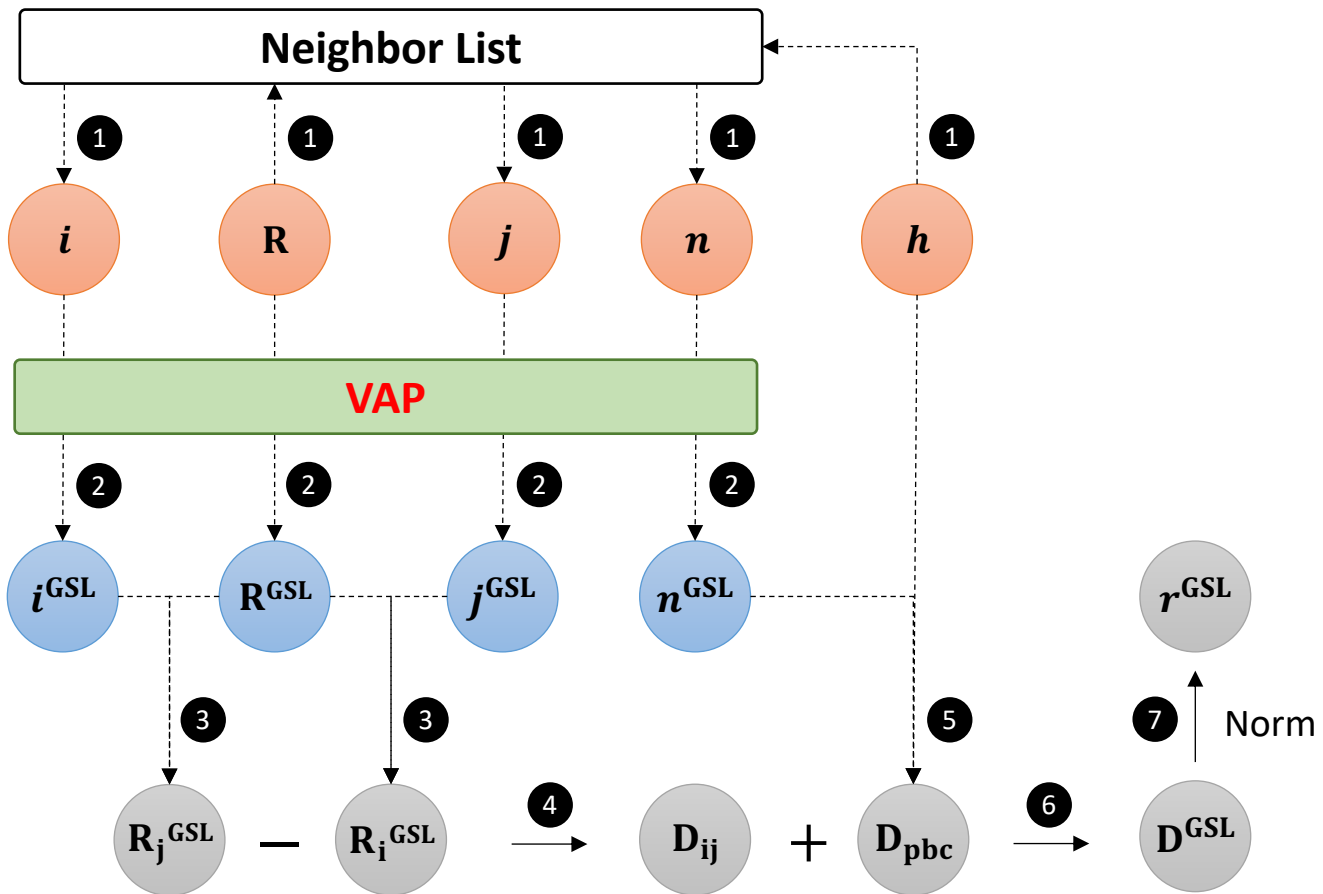 Neighbor List
1 1 1 1 1
i R j n h
VAP
2 2 2 2
i^GSL R^GSL j^GSL n^GSL r^GSL
3 3 5 7 Norm
4 6
R_j^GSL − R_i^GSL D_ij + D_pbc D^GSL